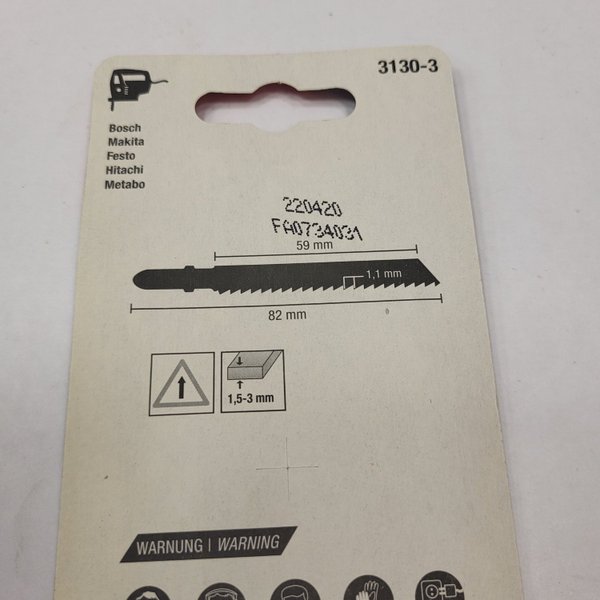 3130-3
Bosch
Makita
Festo
Hitachi
Metabo
220420
FA0734031
59 mm
1,1 mm
82 mm
1,5-3 mm
WARNUNG | WARNING